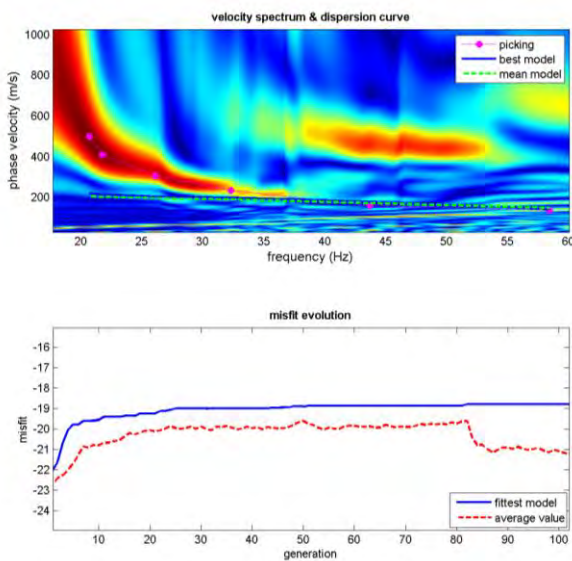 velocity spectrum & dispersion curve
1000
800
600
400
200
phase velocity (m/s)
picking
best model
mean model
20 25 30 35 40 45 50 55 60
frequency (Hz)
misfit evolution
-16
-17
-18
-19
-20
-21
-22
-23
-24
misfit
fittest model
average value
10 20 30 40 50 60 70 80 90 100
generation